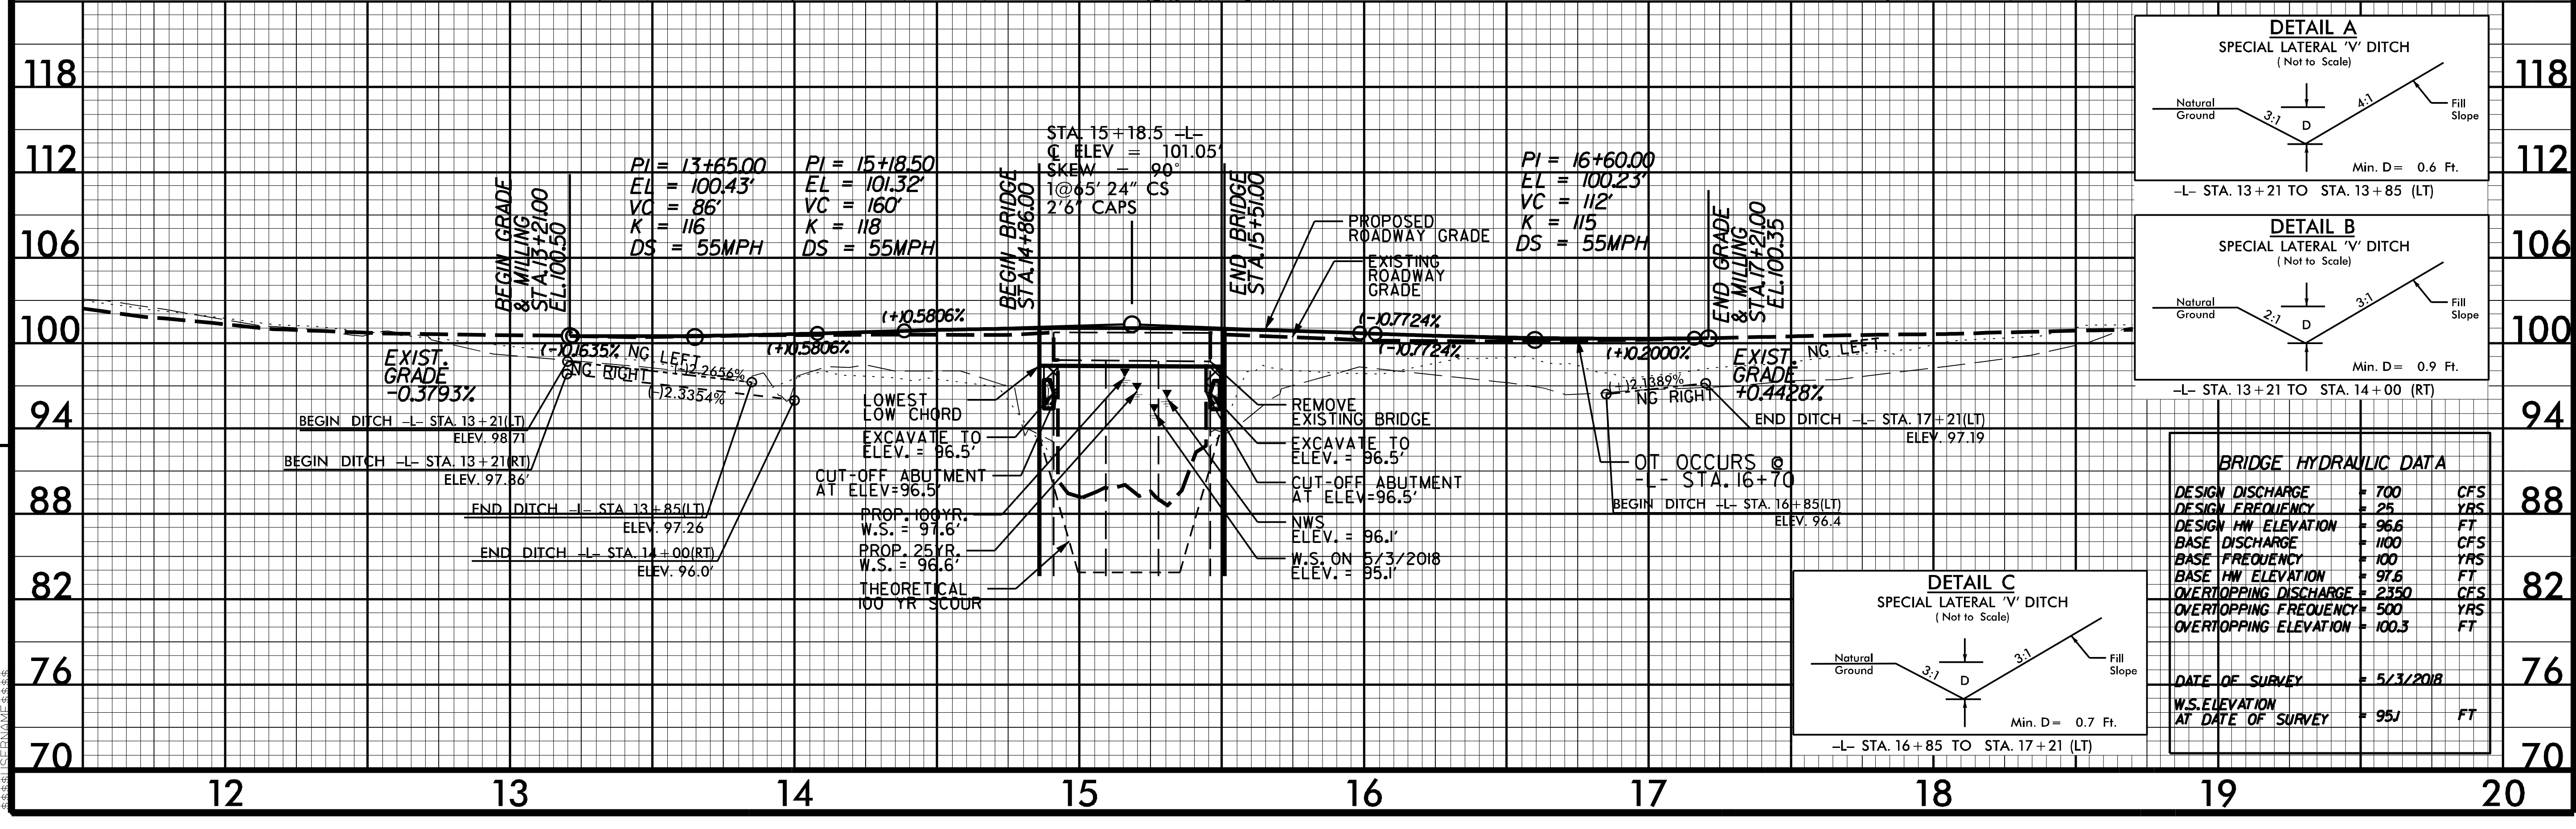 118
112
106
100
94
88
82
76
70
BEGIN GRADE
& MILLING
STA.13+21.00
EL.100.50
PI = 13+65.00
EL = 100.43'
VC = 86'
K = 116
DS = 55MPH
PI = 15+18.50
EL = 101.32'
VC = 160'
K = 118
DS = 55MPH
BEGIN BRIDGE
STA.14+86.00
STA. 15+18.5 -L-
℄ ELEV = 101.05'
SKEW = 90°
1@65' 24" CS
2'6" CAPS
END BRIDGE
STA.15+51.00
PROPOSED
ROADWAY GRADE
EXISTING
ROADWAY
GRADE
PI = 16+60.00
EL = 100.23'
VC = 112'
K = 115
DS = 55MPH
END GRADE
& MILLING
STA.17+21.00
EL.100.35
(-)0.1635%
(+)0.5806%
(+)0.5806%
(-)0.7724%
(-)0.7724%
(+)0.2000%
EXIST.
GRADE
-0.3793%
NG LEFT
NG RIGHT
(-)2.2656%
(-)2.3354%
BEGIN DITCH -L- STA. 13+21(LT)
ELEV. 98.71
BEGIN DITCH -L- STA. 13+21(RT)
ELEV. 97.86'
END DITCH -L- STA. 13+85(LT)
ELEV. 97.26
END DITCH -L- STA. 14+00(RT)
ELEV. 96.0'
LOWEST
LOW CHORD
EXCAVATE TO
ELEV. = 96.5'
CUT-OFF ABUTMENT
AT ELEV=96.5'
PROP. 100YR.
W.S. = 97.6'
PROP. 25YR.
W.S. = 96.6'
THEORETICAL
100 YR SCOUR
REMOVE
EXISTING BRIDGE
EXCAVATE TO
ELEV. = 96.5'
CUT-OFF ABUTMENT
AT ELEV=96.5'
NWS
ELEV. = 96.1'
W.S. ON 5/3/2018
ELEV. = 95.1'
OT OCCURS @
-L- STA. 16+70
BEGIN DITCH -L- STA. 16+85(LT)
ELEV. 96.4
(+)2.1389%
NG RIGHT
EXIST.
GRADE
+0.4428%
NG LEFT
END DITCH -L- STA. 17+21(LT)
ELEV. 97.19
DETAIL A
SPECIAL LATERAL 'V' DITCH
( Not to Scale)
Natural
Ground
3:1
D
4:1
Fill
Slope
Min. D= 0.6 Ft.
-L- STA. 13+21 TO STA. 13+85 (LT)
DETAIL B
SPECIAL LATERAL 'V' DITCH
( Not to Scale)
Natural
Ground
2:1
D
3:1
Fill
Slope
Min. D= 0.9 Ft.
-L- STA. 13+21 TO STA. 14+00 (RT)
DETAIL C
SPECIAL LATERAL 'V' DITCH
( Not to Scale)
Natural
Ground
3:1
D
3:1
Fill
Slope
Min. D= 0.7 Ft.
-L- STA. 16+85 TO STA. 17+21 (LT)
BRIDGE HYDRAULIC DATA
DESIGN DISCHARGE = 700 CFS
DESIGN FREQUENCY = 25 YRS
DESIGN HW ELEVATION = 96.6 FT
BASE DISCHARGE = 1100 CFS
BASE FREQUENCY = 100 YRS
BASE HW ELEVATION = 97.6 FT
OVERTOPPING DISCHARGE = 2350 CFS
OVERTOPPING FREQUENCY= 500 YRS
OVERTOPPING ELEVATION = 100.3 FT
DATE OF SURVEY = 5/3/2018
W.S.ELEVATION
AT DATE OF SURVEY = 95.1 FT
118
112
106
100
94
88
82
76
70
12 13 14 15 16 17 18 19 20